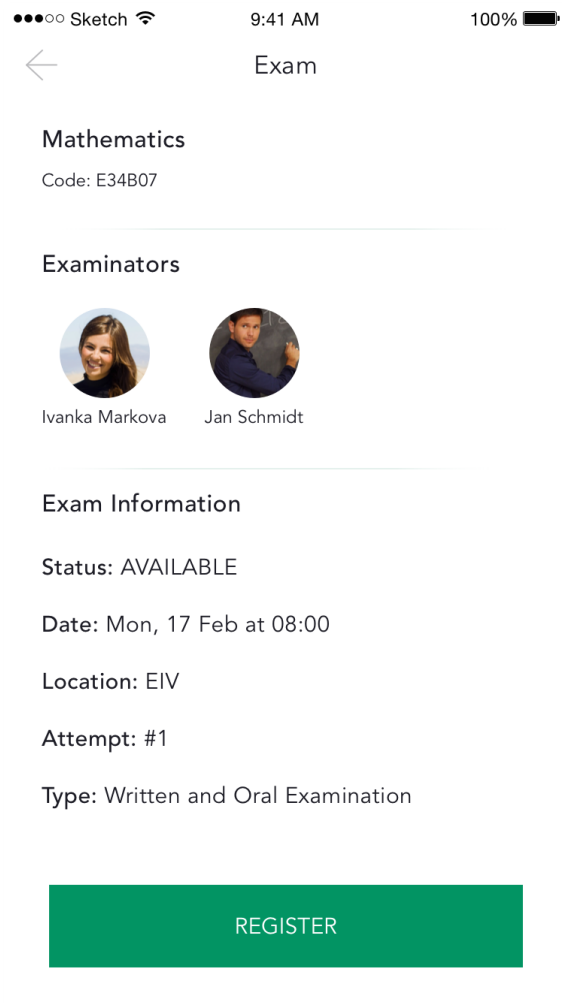 Sketch 9:41 AM 100%
Exam
Mathematics
Code: E34B07
Examinators
Ivanka Markova Jan Schmidt
Exam Information
Status: AVAILABLE
Date: Mon, 17 Feb at 08:00
Location: EIV
Attempt: #1
Type: Written and Oral Examination
REGISTER